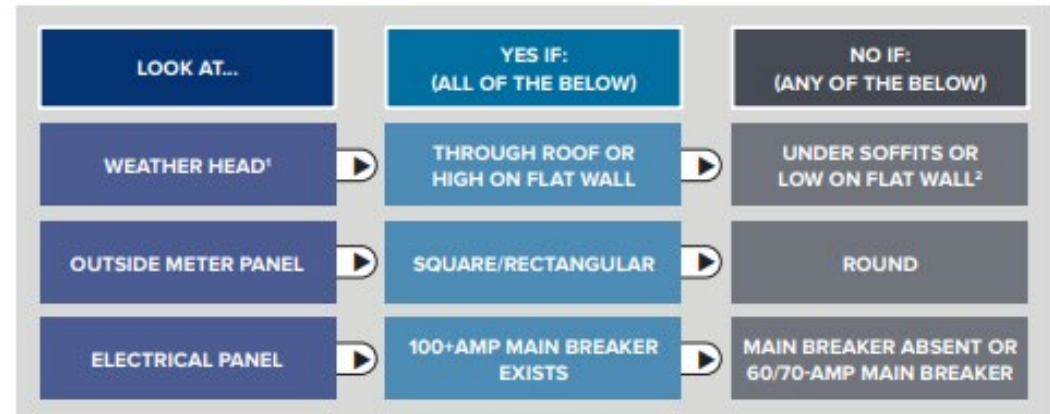 LOOK AT...
YES IF:
(ALL OF THE BELOW)
NO IF:
(ANY OF THE BELOW)
WEATHER HEAD¹
THROUGH ROOF OR
HIGH ON FLAT WALL
UNDER SOFFITS OR
LOW ON FLAT WALL²
OUTSIDE METER PANEL
SQUARE/RECTANGULAR
ROUND
ELECTRICAL PANEL
100+AMP MAIN BREAKER
EXISTS
MAIN BREAKER ABSENT OR
60/70-AMP MAIN BREAKER